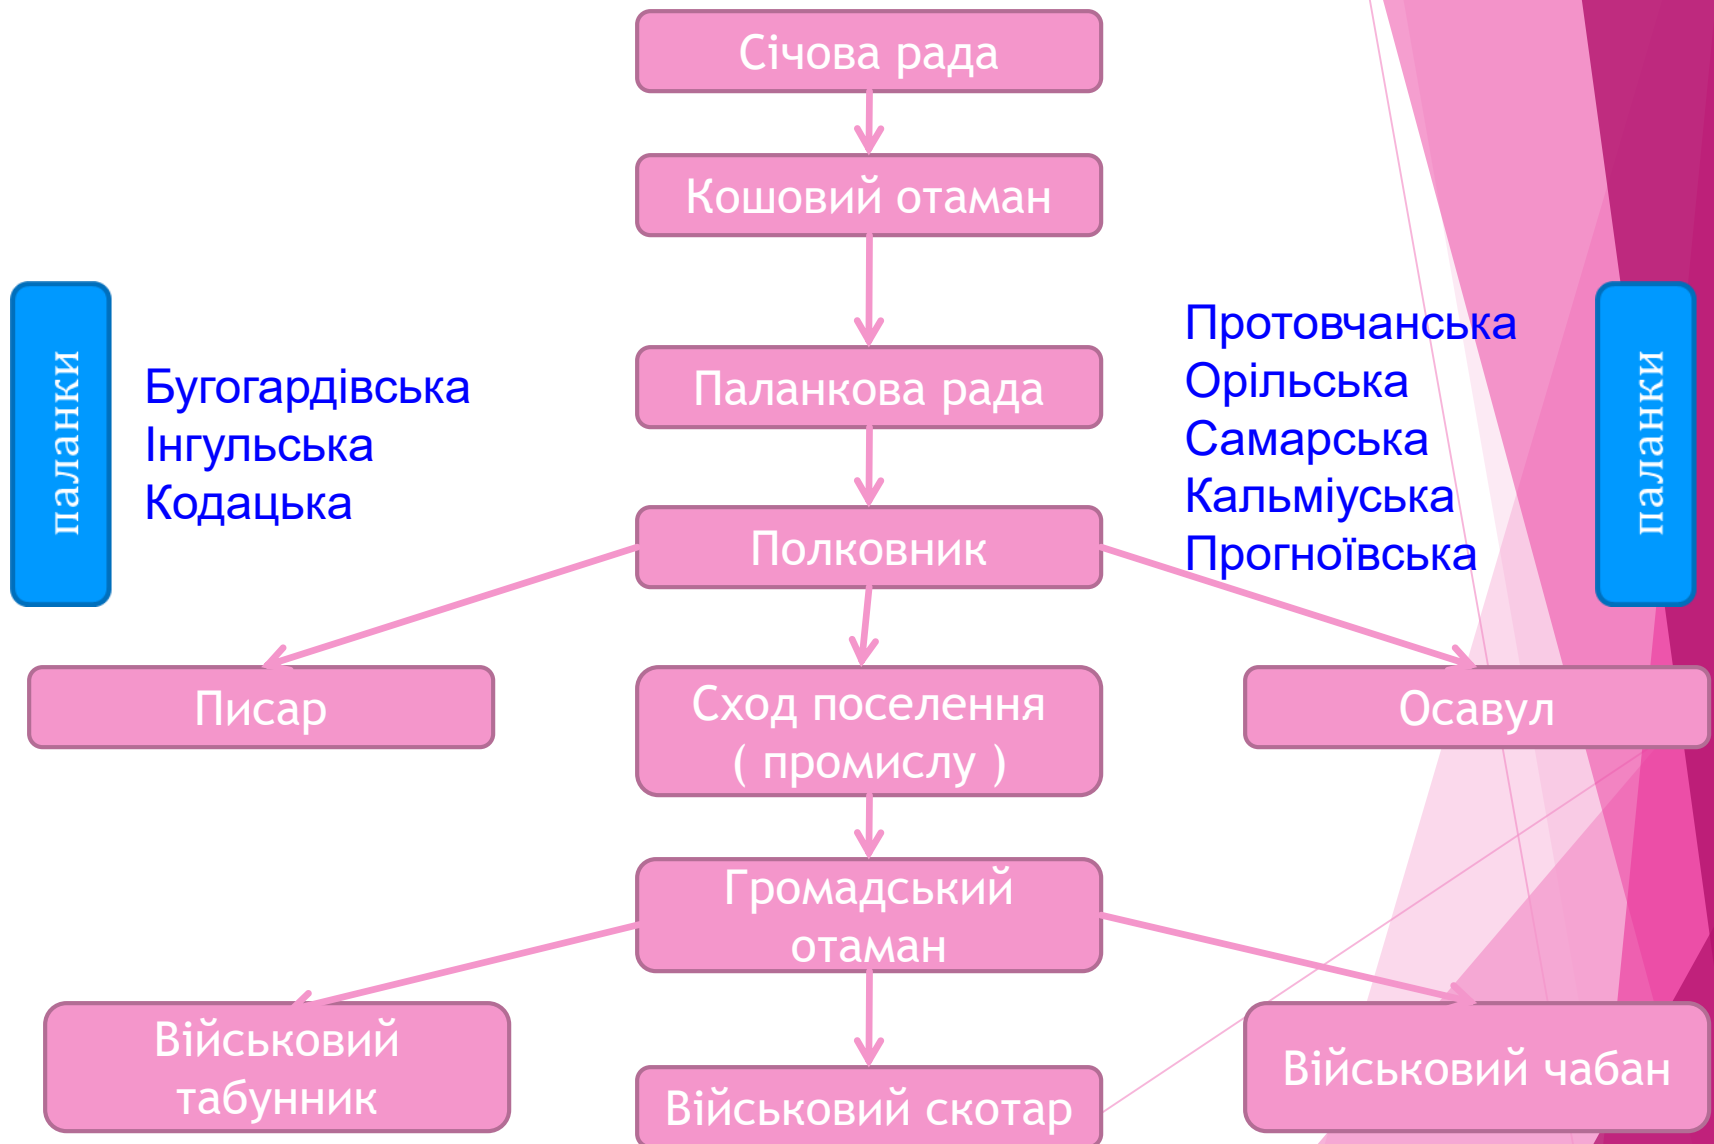 Січова рада
Кошовий отаман
паланки
Бугогардівська
Інгульська
Кодацька
Паланкова рада
Протовчанська
Орільська
Самарська
Кальміуська
Прогноївська
паланки
Полковник
Писар
Сход поселення
( промислу )
Осавул
Громадський
отаман
Військовий
табунник
Військовий скотар
Військовий чабан